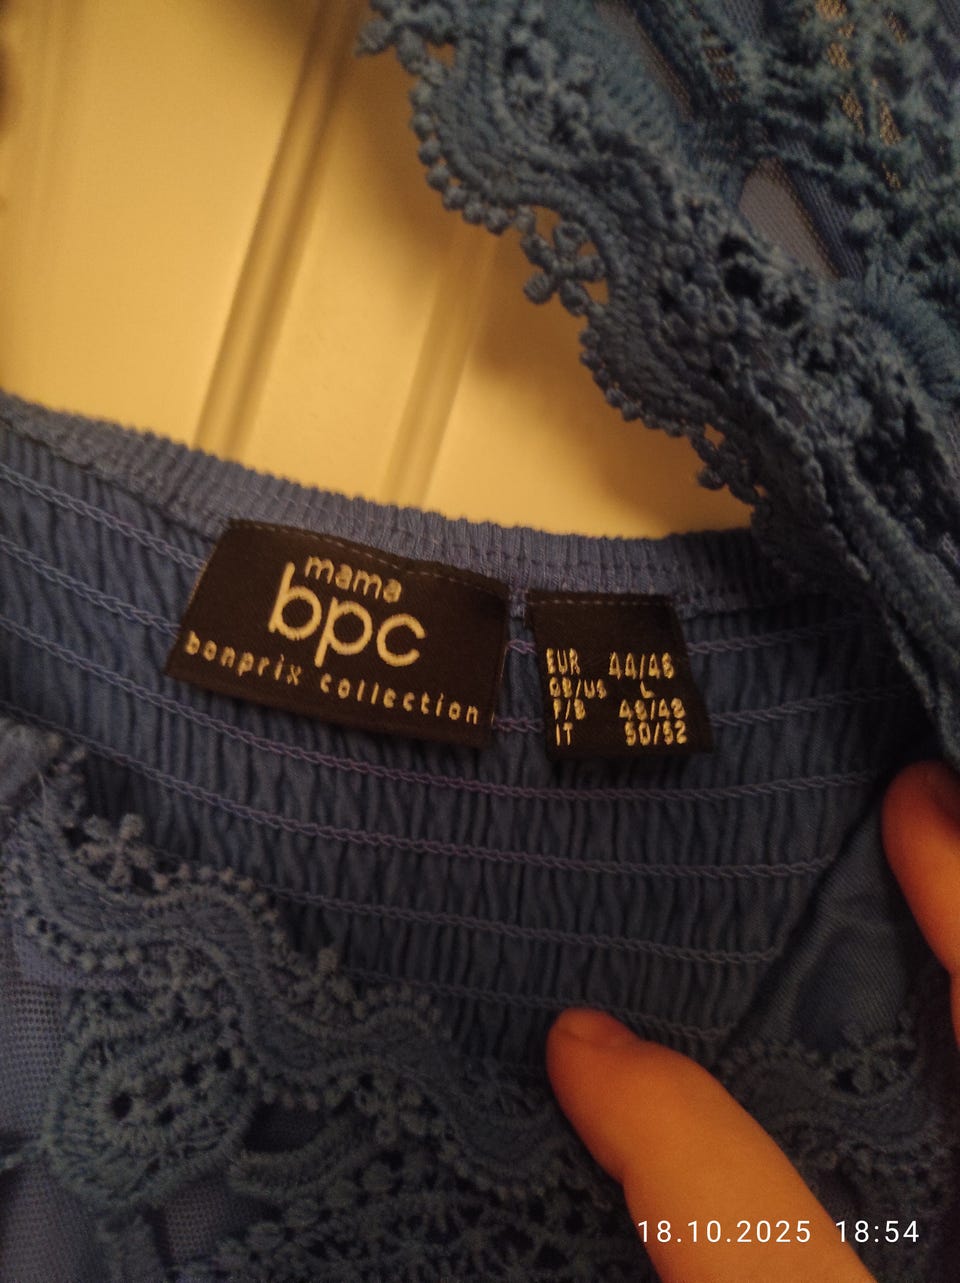 mama
bpc
bonprix collection
EUR 44/46
GB/US L
F/B 46/48
IT 50/52
18.10.2025 18:54